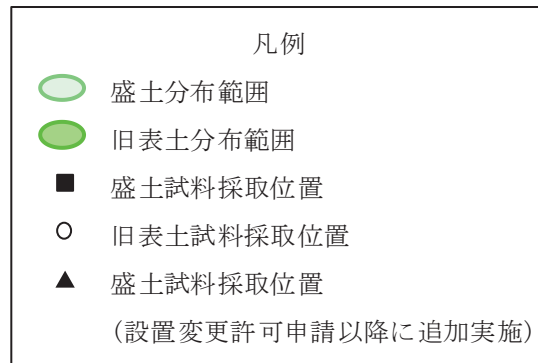 凡例
盛土分布範囲
旧表土分布範囲
盛土試料採取位置
旧表土試料採取位置
盛土試料採取位置
(設置変更許可申請以降に追加実施)